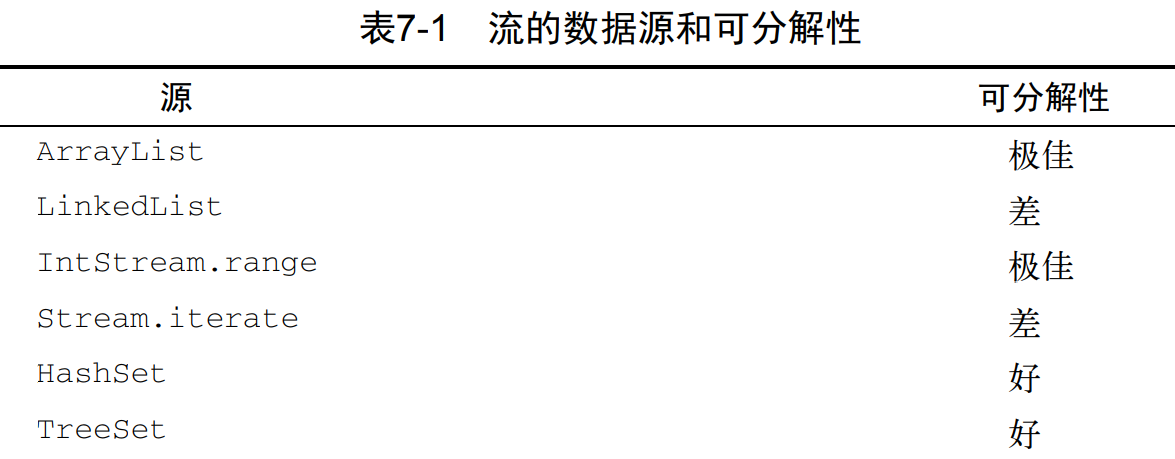 表7-1 流的数据源和可分解性
源 可分解性
ArrayList 极佳
LinkedList 差
IntStream.range 极佳
Stream.iterate 差
HashSet 好
TreeSet 好